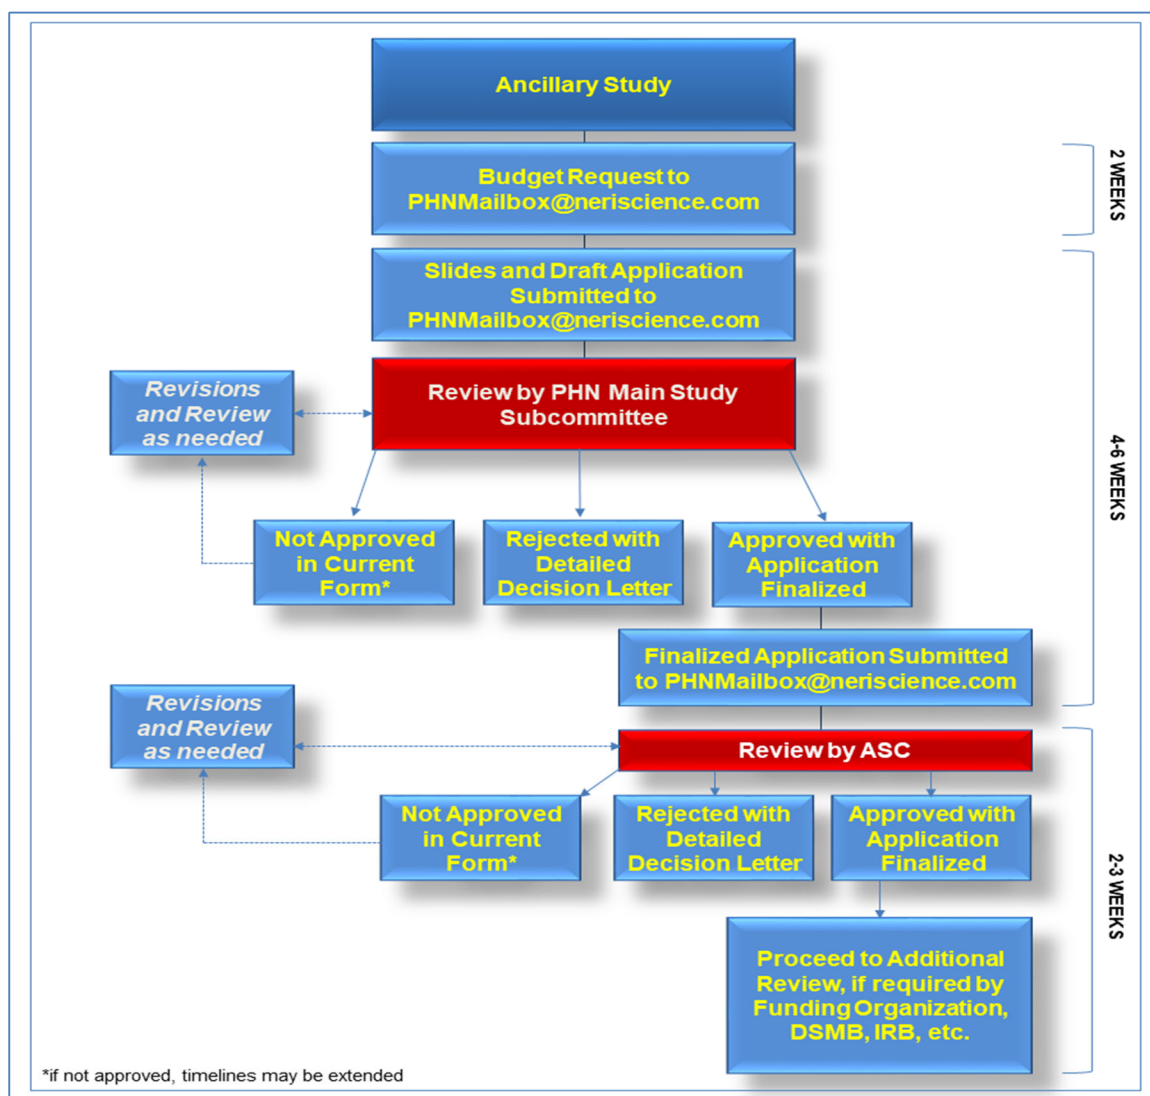 Ancillary Study
Budget Request to
PHNMailbox@neriscience.com
2 WEEKS
Slides and Draft Application
Submitted to
PHNMailbox@neriscience.com
Review by PHN Main Study
Subcommittee
Revisions
and Review
as needed
4-6 WEEKS
Not Approved
in Current
Form*
Rejected with
Detailed
Decision Letter
Approved with
Application
Finalized
Finalized Application Submitted
to PHNMailbox@neriscience.com
Revisions
and Review
as needed
Review by ASC
Not Approved
in Current
Form*
Rejected with
Detailed
Decision Letter
Approved with
Application
Finalized
2-3 WEEKS
Proceed to Additional
Review, if required by
Funding Organization,
DSMB, IRB, etc.
*if not approved, timelines may be extended